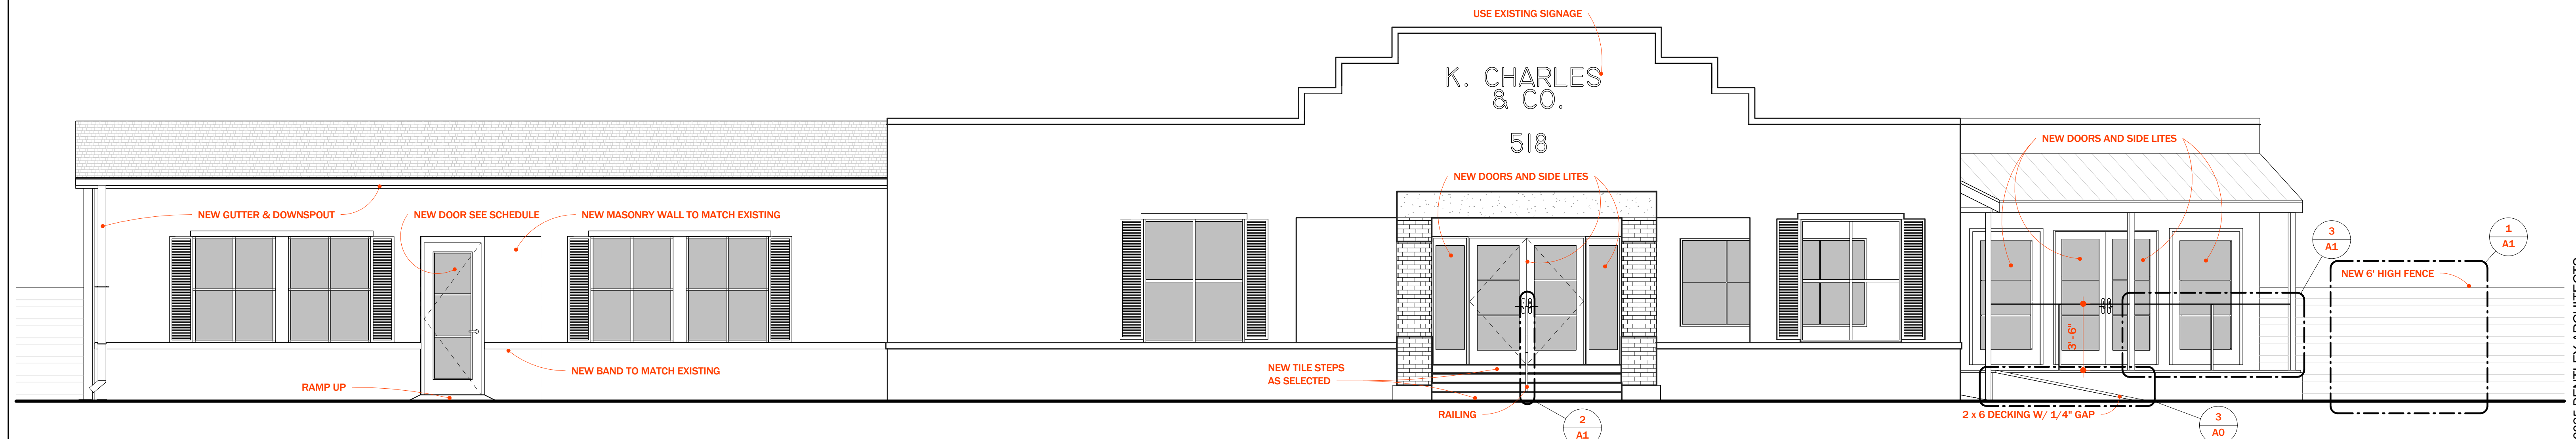 USE EXISTING SIGNAGE
K. CHARLES
& CO.
518
NEW DOORS AND SIDE LITES
NEW DOORS AND SIDE LITES
NEW GUTTER & DOWNSPOUT
NEW DOOR SEE SCHEDULE
NEW MASONRY WALL TO MATCH EXISTING
3
A1
1
A1
NEW 6' HIGH FENCE
3'-6"
NEW BAND TO MATCH EXISTING
RAMP UP
NEW TILE STEPS
AS SELECTED
RAILING
2
A1
2 x 6 DECKING W/ 1/4" GAP
3
A0